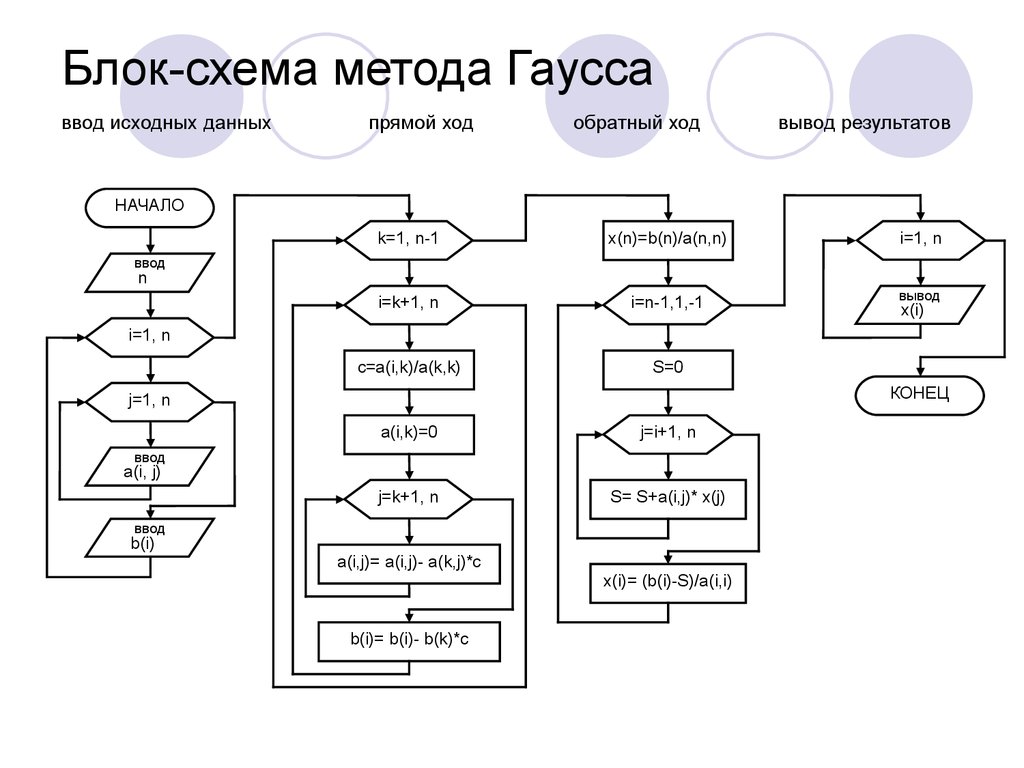 Блок-схема метода Гаусса
ввод исходных данных
прямой ход
обратный ход
вывод результатов
НАЧАЛО
ввод
n
i=1, n
j=1, n
ввод
a(i, j)
ввод
b(i)
k=1, n-1
i=k+1, n
c=a(i,k)/a(k,k)
a(i,k)=0
j=k+1, n
a(i,j)= a(i,j)- a(k,j)*c
b(i)= b(i)- b(k)*c
x(n)=b(n)/a(n,n)
i=n-1,1,-1
S=0
j=i+1, n
S= S+a(i,j)* x(j)
x(i)= (b(i)-S)/a(i,i)
i=1, n
вывод
x(i)
КОНЕЦ